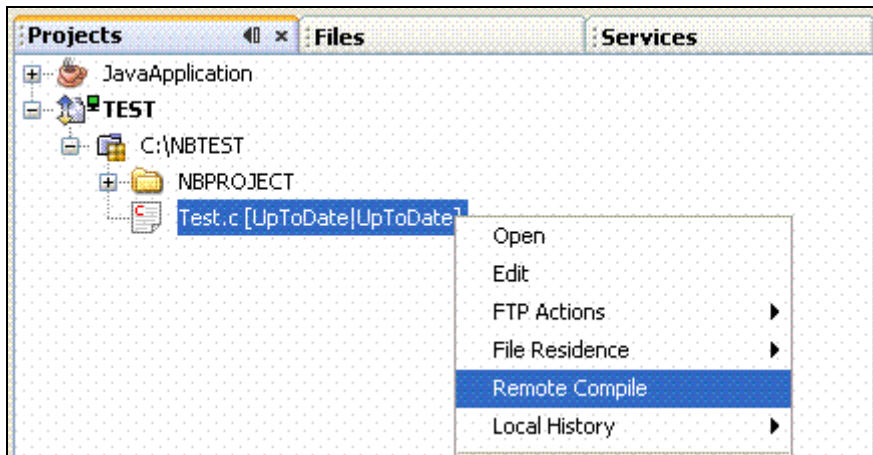 Projects Files Services
JavaApplication
TEST
C:\NBTEST
NBPROJECT
Test.c [UpToDate|UpToDate]
Open
Edit
FTP Actions
File Residence
Remote Compile
Local History